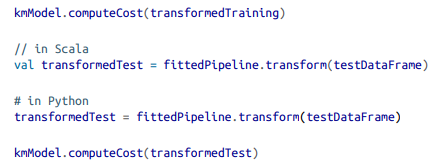 kmModel.computeCost(transformedTraining)
// in Scala
val transformedTest = fittedPipeline.transform(testDataFrame)
# in Python
transformedTest = fittedPipeline.transform(testDataFrame)
kmModel.computeCost(transformedTest)